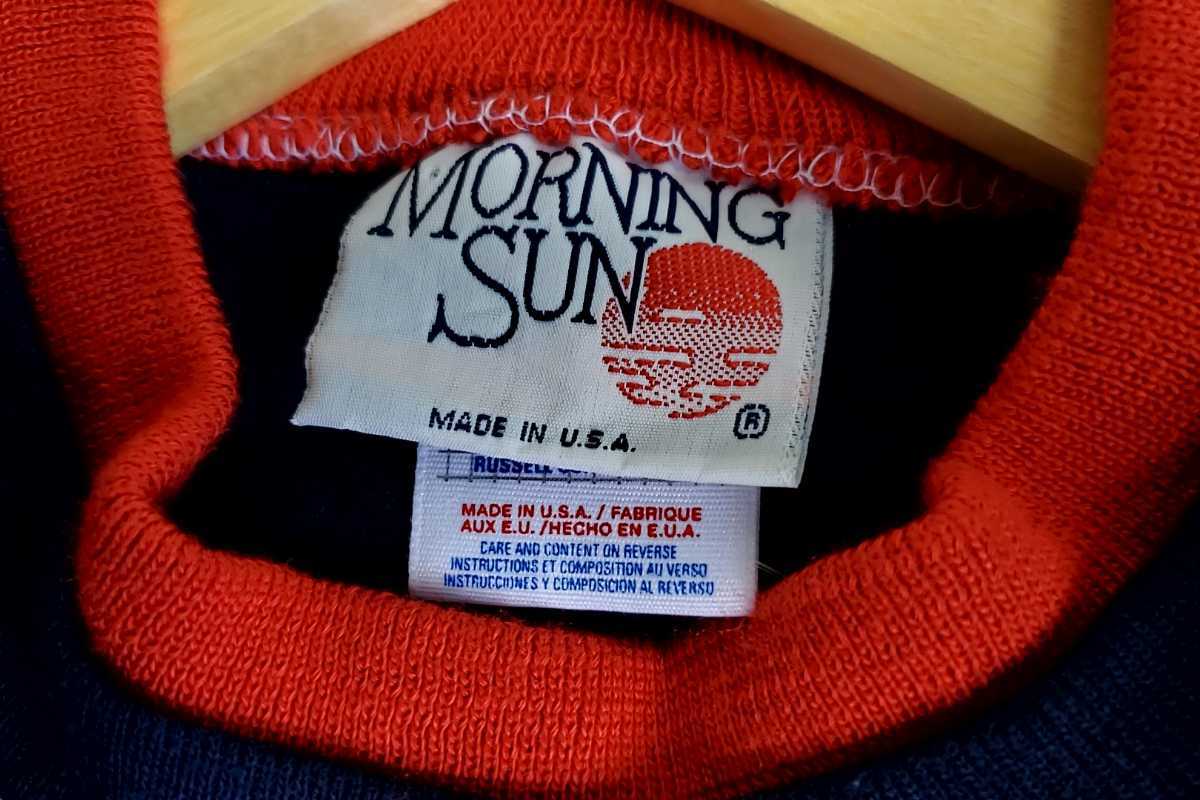 MORNING
SUN
®
MADE IN U.S.A.
RUSSELL
MADE IN U.S.A. / FABRIQUE
AUX E.U. /HECHO EN E.U.A.
CARE AND CONTENT ON REVERSE
INSTRUCTIONS ET COMPOSITION AU VERSO
INSTRUCCIONES Y COMPOSICION AL REVERSO